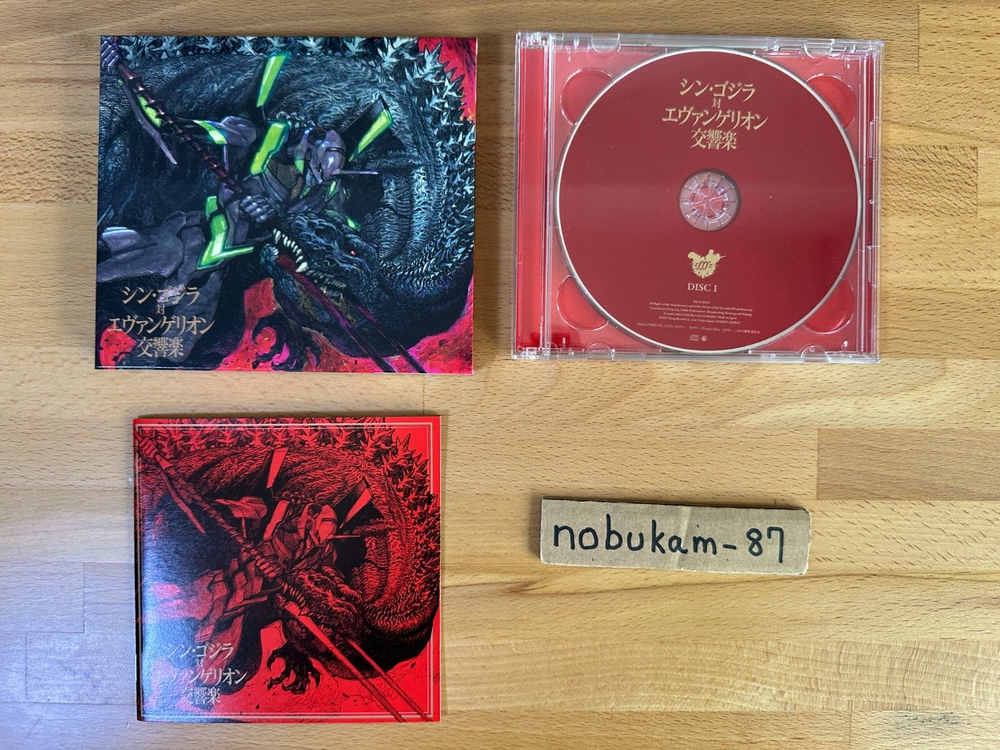 シン・ゴジラ
対
エヴァンゲリオン
交響楽
シン・ゴジラ
対
エヴァンゲリオン
交響楽
DISC 1
シン・ゴジラ
対
エヴァンゲリオン
交響楽
nobukam-87